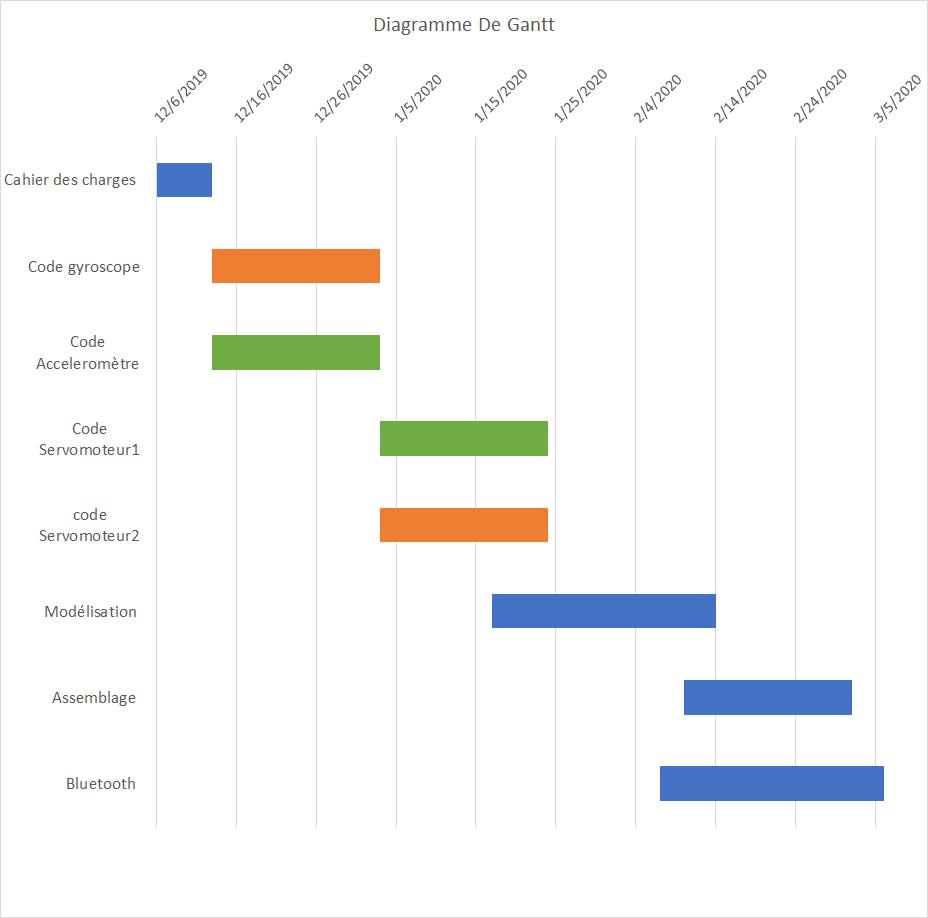 Diagramme De Gantt
12/6/2019
12/16/2019
12/26/2019
1/5/2020
1/15/2020
1/25/2020
2/4/2020
2/14/2020
2/24/2020
3/5/2020
Cahier des charges
Code gyroscope
Code
Acceleromètre
Code
Servomoteur1
code
Servomoteur2
Modélisation
Assemblage
Bluetooth